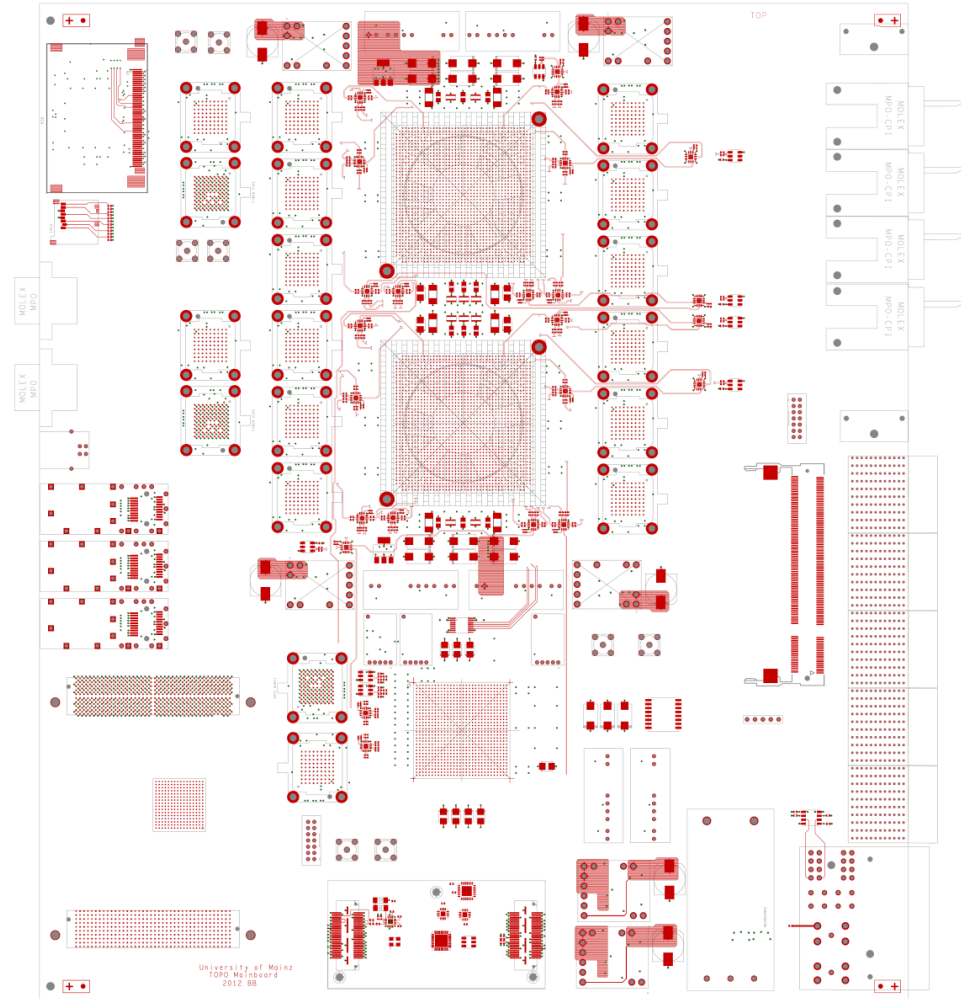 TOP
MOLEX
MPO-CPI
MOLEX
MPO-CPI
MOLEX
MPO-CPI
MOLEX
MPO-CPI
MOLEX
MPO
MOLEX
MPO
University of Mainz
TOPO Mainboard
2012 BB